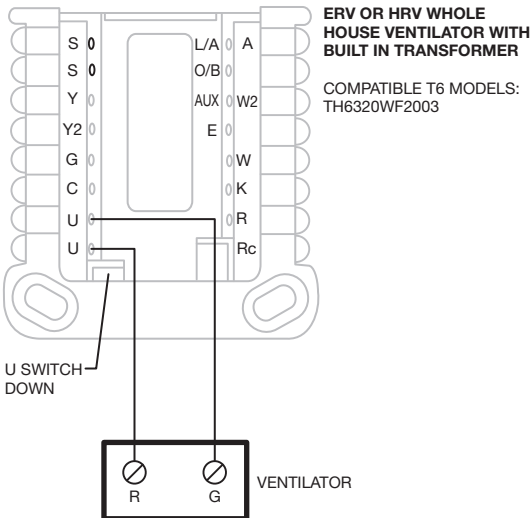 ERV OR HRV WHOLE
HOUSE VENTILATOR WITH
BUILT IN TRANSFORMER
COMPATIBLE T6 MODELS:
TH6320WF2003
S L/A A
S O/B
Y AUX W2
Y2 E
G W
C K
U R
U Rc
U SWITCH
DOWN
R G
VENTILATOR